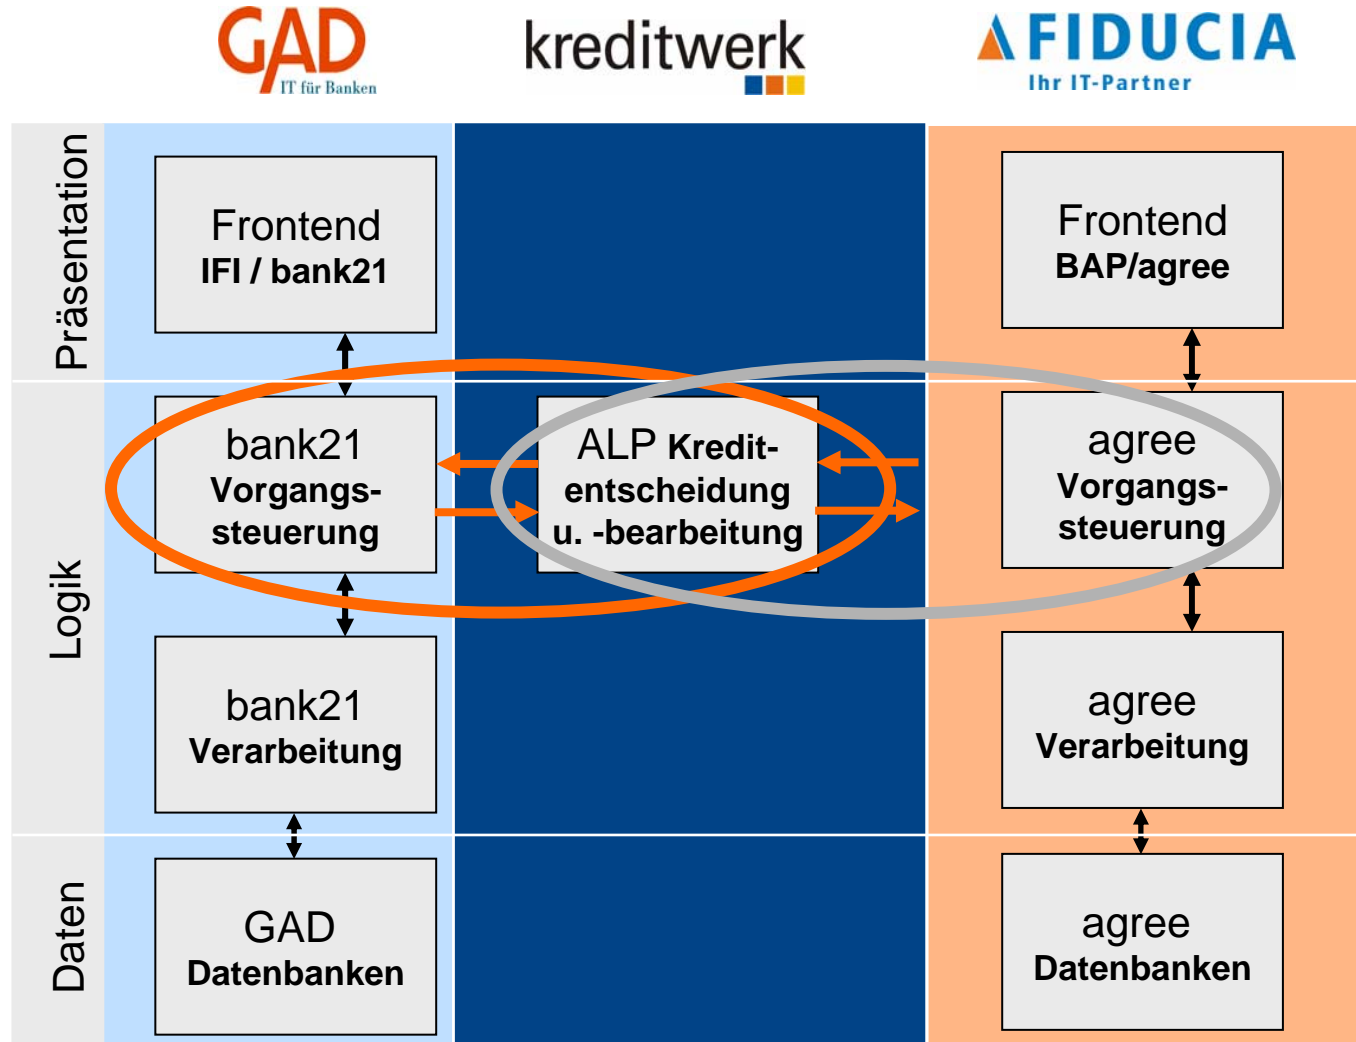 GAD
IT für Banken
kreditwerk
FIDUCIA
Ihr IT-Partner
Präsentation
Frontend
IFI / bank21
Frontend
BAP/agree
Logik
bank21
Vorgangs-
steuerung
ALP Kredit-
entscheidung
u. -bearbeitung
agree
Vorgangs-
steuerung
bank21
Verarbeitung
agree
Verarbeitung
Daten
GAD
Datenbanken
agree
Datenbanken